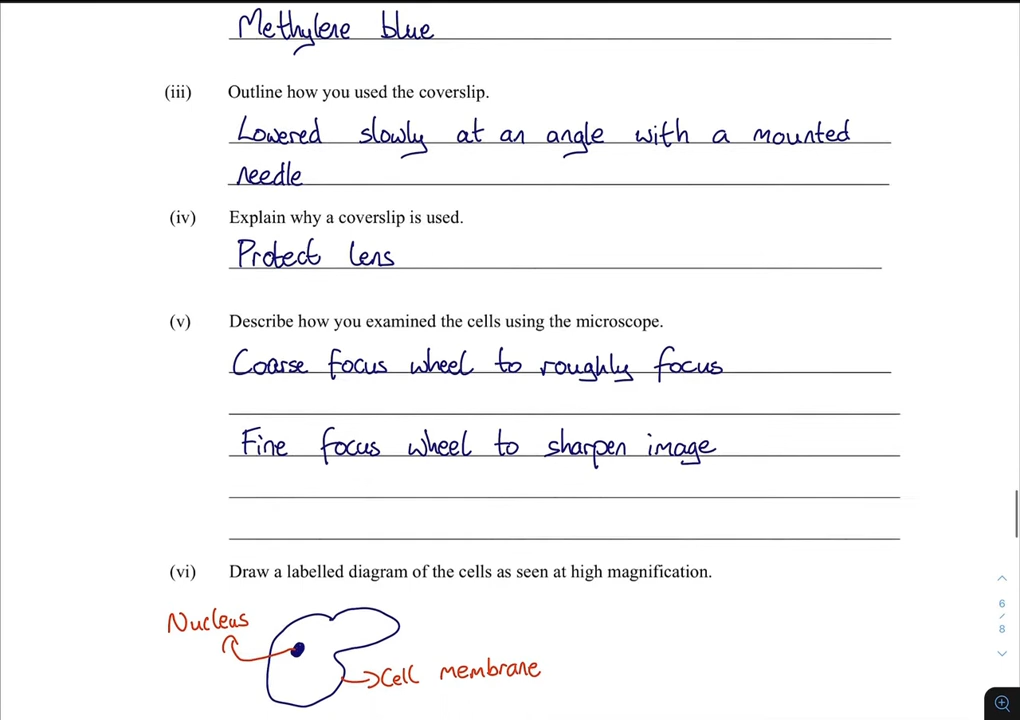 Methylene blue
(iii) Outline how you used the coverslip.
Lowered slowly at an angle with a mounted
needle
(iv) Explain why a coverslip is used.
Protect lens
(v) Describe how you examined the cells using the microscope.
Coarse focus wheel to roughly focus
Fine focus wheel to sharpen image
(vi) Draw a labelled diagram of the cells as seen at high magnification.
Nucleus
Cell membrane
6
/
8